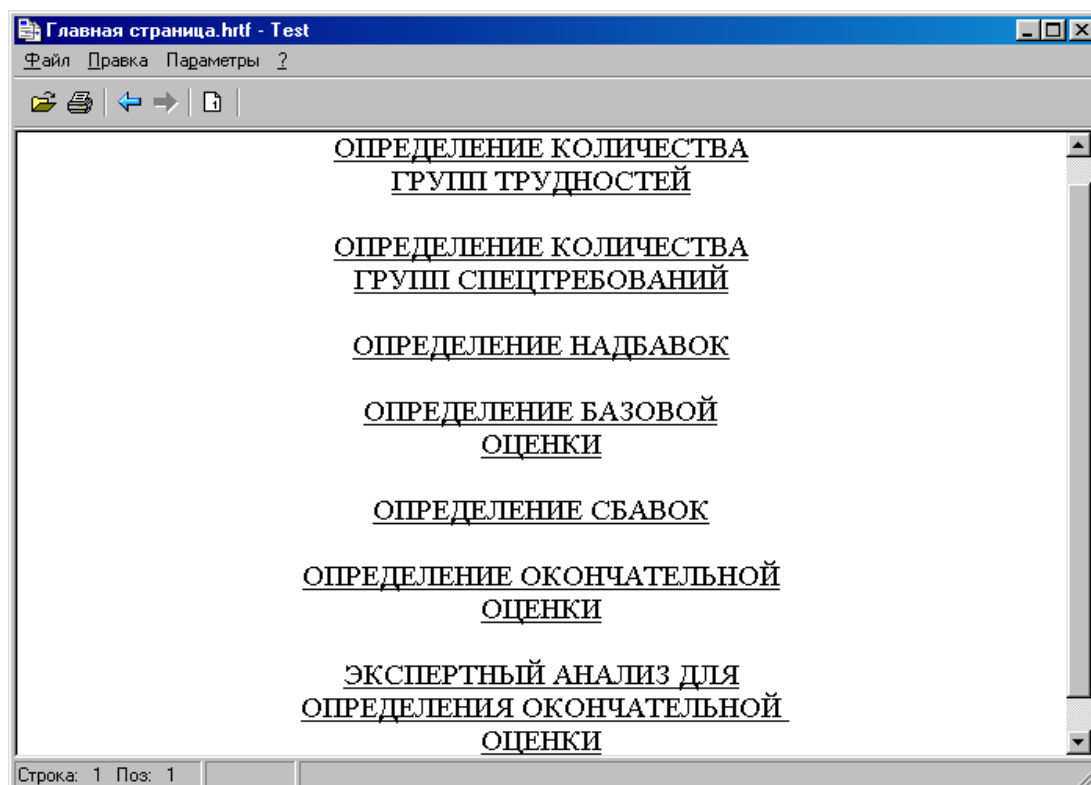 Главная страница.hrtf - Test
Файл Правка Параметры ?
ОПРЕДЕЛЕНИЕ КОЛИЧЕСТВА
ГРУПП ТРУДНОСТЕЙ
ОПРЕДЕЛЕНИЕ КОЛИЧЕСТВА
ГРУПП СПЕЦТРЕБОВАНИЙ
ОПРЕДЕЛЕНИЕ НАДБАВОК
ОПРЕДЕЛЕНИЕ БАЗОВОЙ
ОЦЕНКИ
ОПРЕДЕЛЕНИЕ СБАВОК
ОПРЕДЕЛЕНИЕ ОКОНЧАТЕЛЬНОЙ
ОЦЕНКИ
ЭКСПЕРТНЫЙ АНАЛИЗ ДЛЯ
ОПРЕДЕЛЕНИЯ ОКОНЧАТЕЛЬНОЙ
ОЦЕНКИ
Строка: 1 Поз: 1